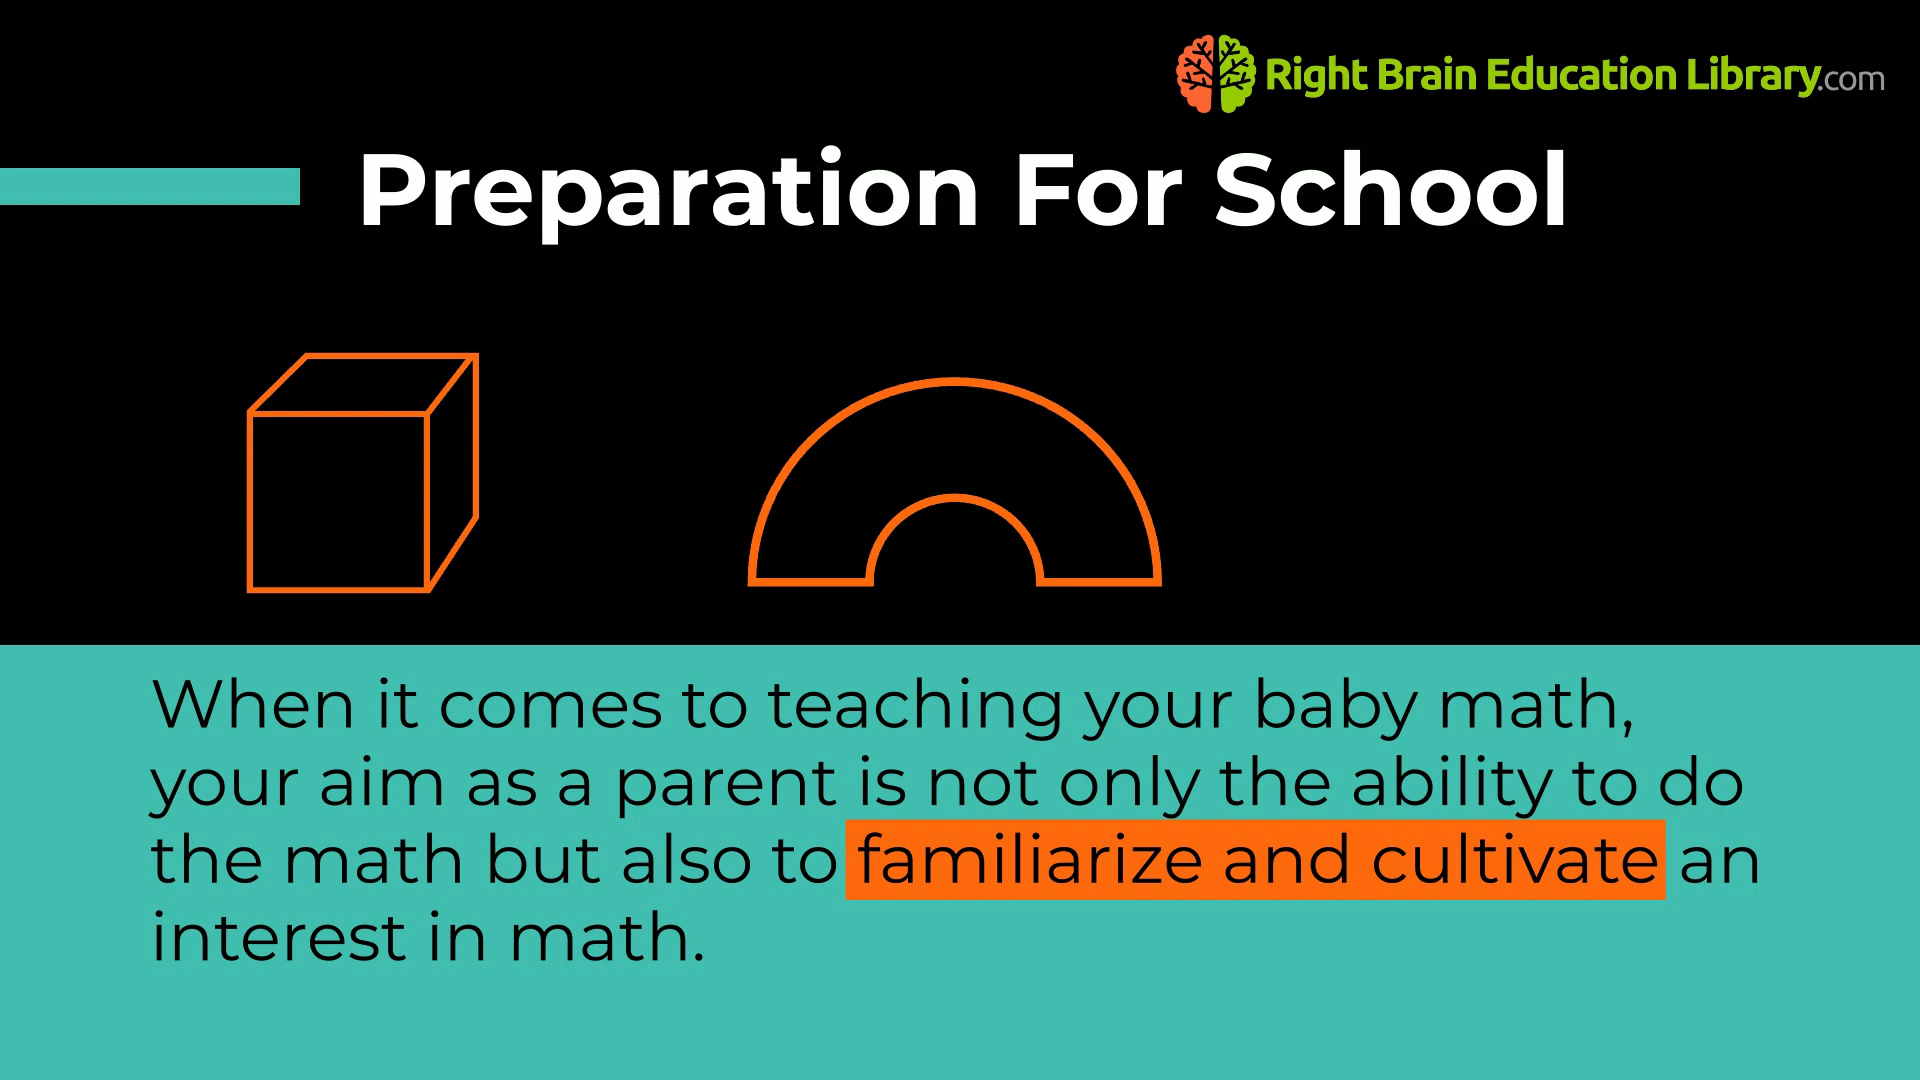 Right Brain Education Library.com
Preparation For School
When it comes to teaching your baby math,
your aim as a parent is not only the ability to do
the math but also to familiarize and cultivate an
interest in math.